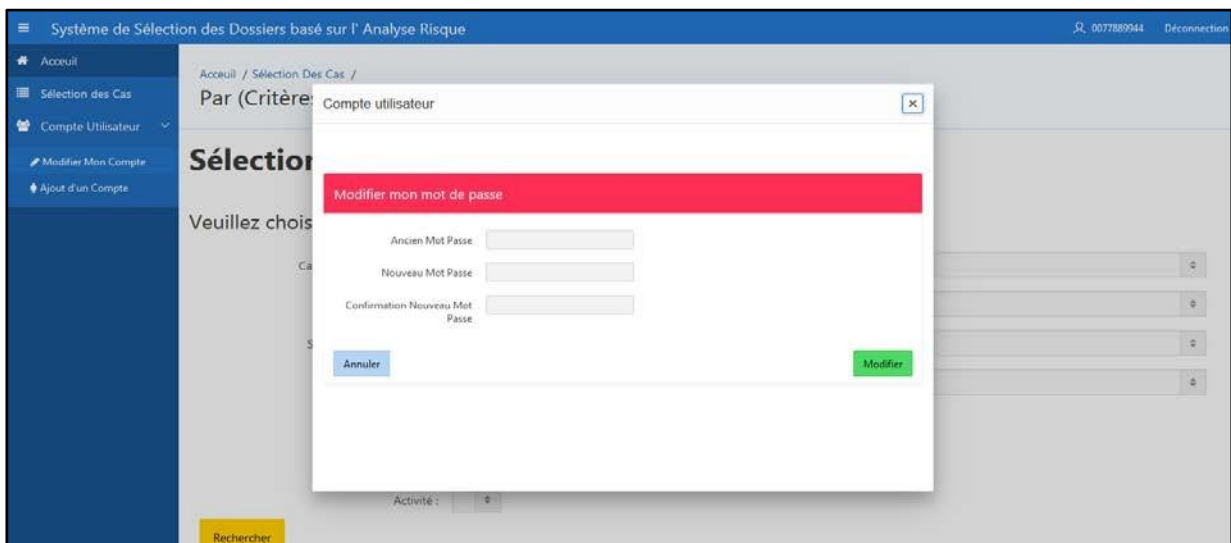 Système de Sélection des Dossiers basé sur l' Analyse Risque
0077889944 Déconnection
Acceuil
Sélection des Cas
Compte Utilisateur
Modifier Mon Compte
Ajout d'un Compte
Acceuil / Sélection Des Cas /
Par (Critère
Sélection
Veuillez chois
Ca
S
Compte utilisateur
Modifier mon mot de passe
Ancien Mot Passe
Nouveau Mot Passe
Confirmation Nouveau Mot
Passe
Annuler Modifier
Activité :
Rechercher